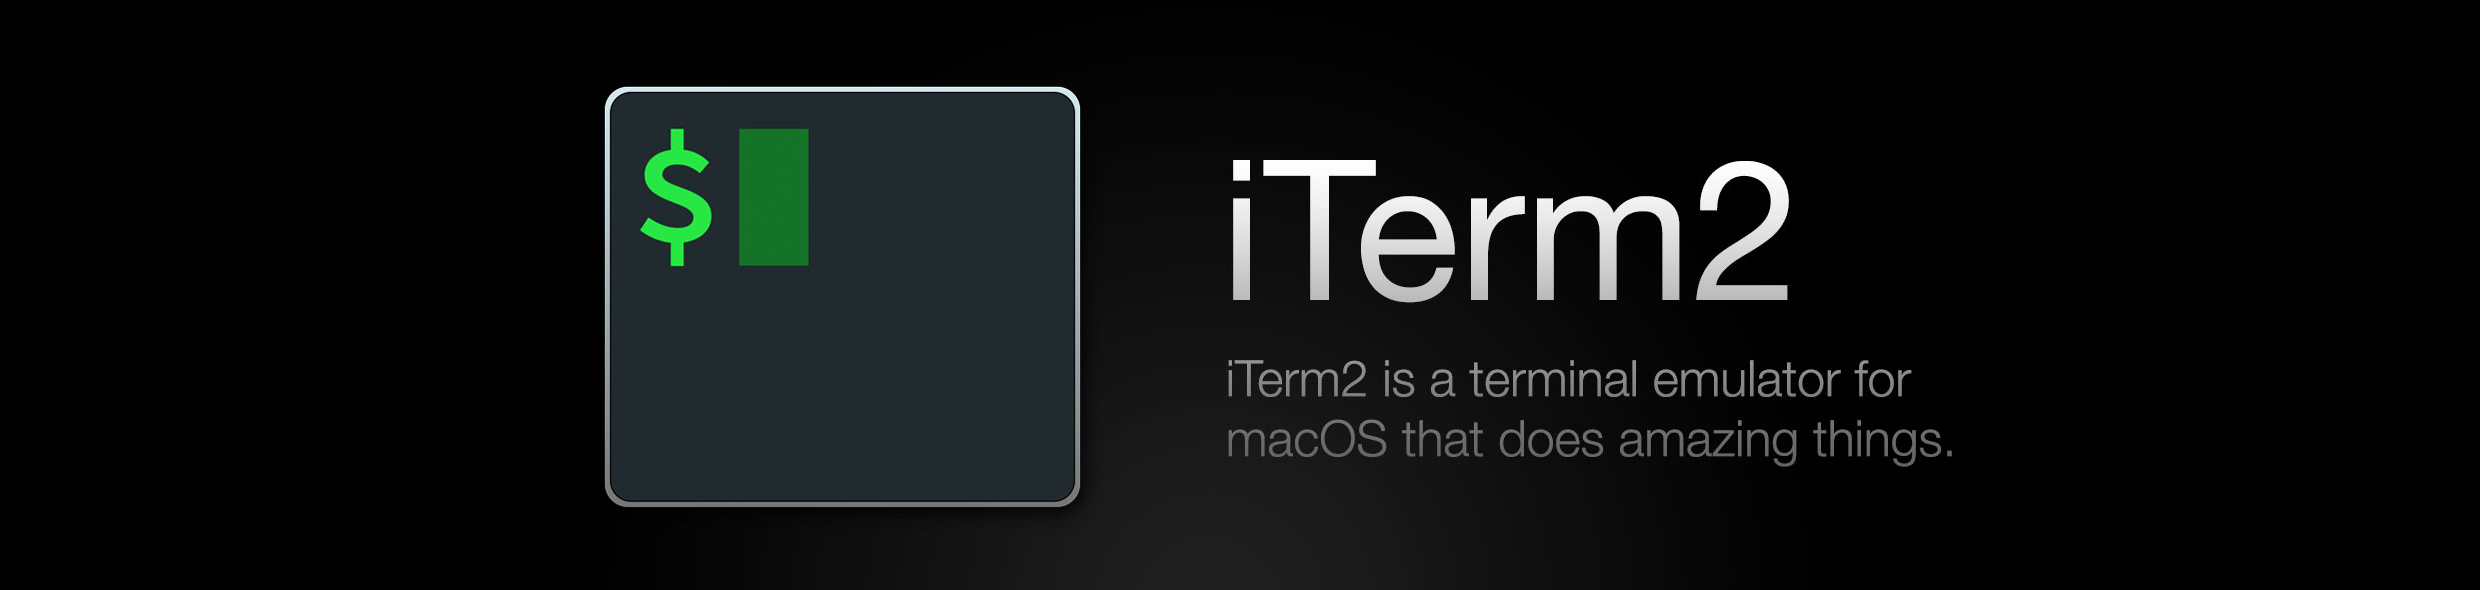 $
iTerm2
iTerm2 is a terminal emulator for
macOS that does amazing things.